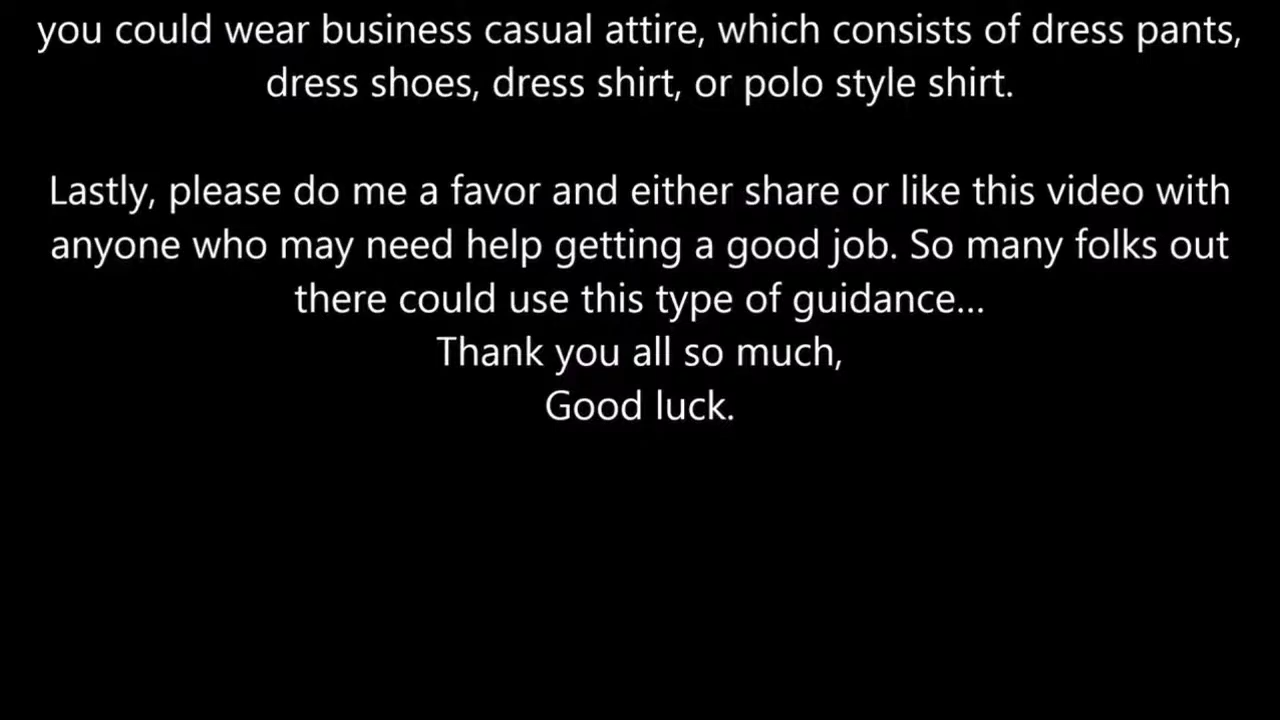 you could wear business casual attire, which consists of dress pants,
dress shoes, dress shirt, or polo style shirt.
Lastly, please do me a favor and either share or like this video with
anyone who may need help getting a good job. So many folks out
there could use this type of guidance...
Thank you all so much,
Good luck.